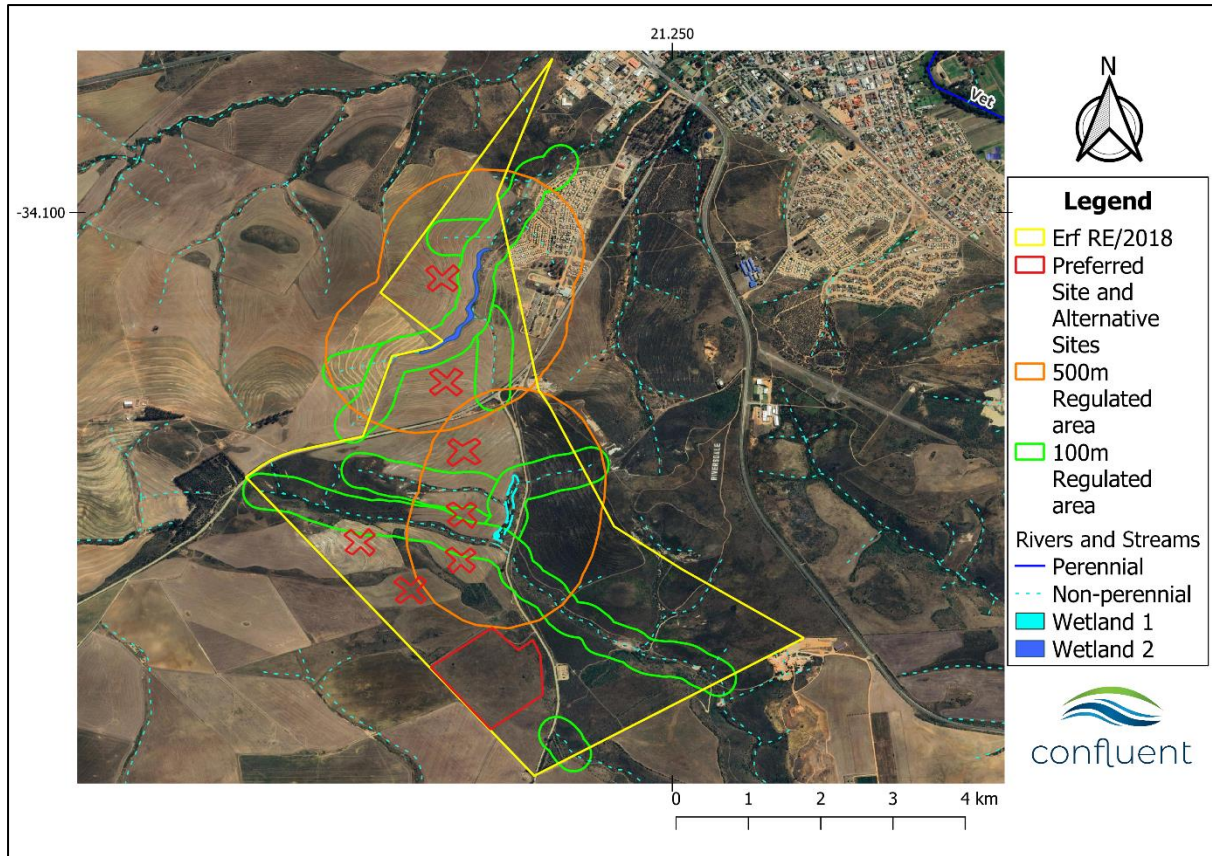 21.250
N
Vet
-34.100
RIVERSDALE
Legend
Erf RE/2018
Preferred
Site and
Alternative
Sites
500m
Regulated
area
100m
Regulated
area
Rivers and Streams
Perennial
Non-perennial
Wetland 1
Wetland 2
confluent
0 1 2 3 4 km